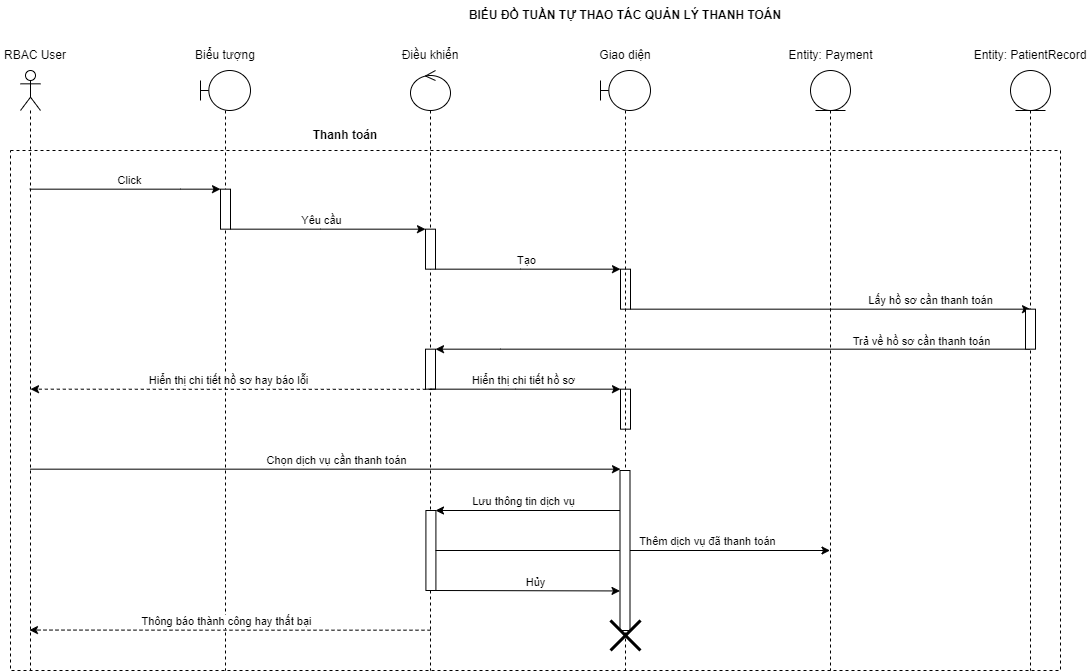 BIỂU ĐỒ TUẦN TỰ THAO TÁC QUẢN LÝ THANH TOÁN
RBAC User
Biểu tượng
Điều khiển
Giao diện
Entity: Payment
Entity: PatientRecord
Thanh toán
Click
Yêu cầu
Tạo
Lấy hồ sơ cần thanh toán
Trả về hồ sơ cần thanh toán
Hiển thị chi tiết hồ sơ hay báo lỗi
Hiển thị chi tiết hồ sơ
Chọn dịch vụ cần thanh toán
Lưu thông tin dịch vụ
Thêm dịch vụ đã thanh toán
Hủy
Thông báo thành công hay thất bại